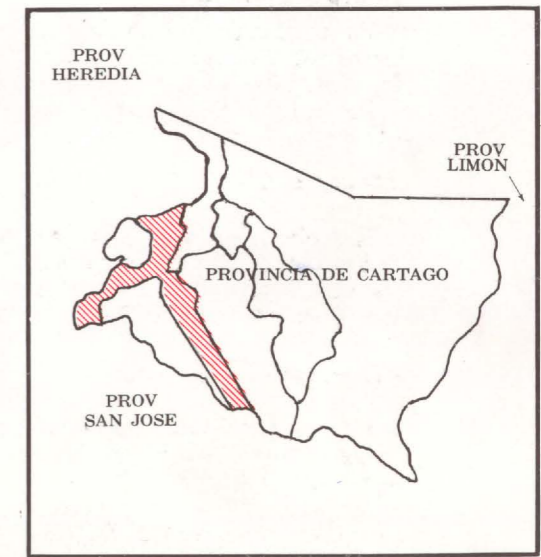 PROV
HEREDIA
PROV
LIMON
PROVINCIA DE CARTAGO
PROV
SAN JOSE